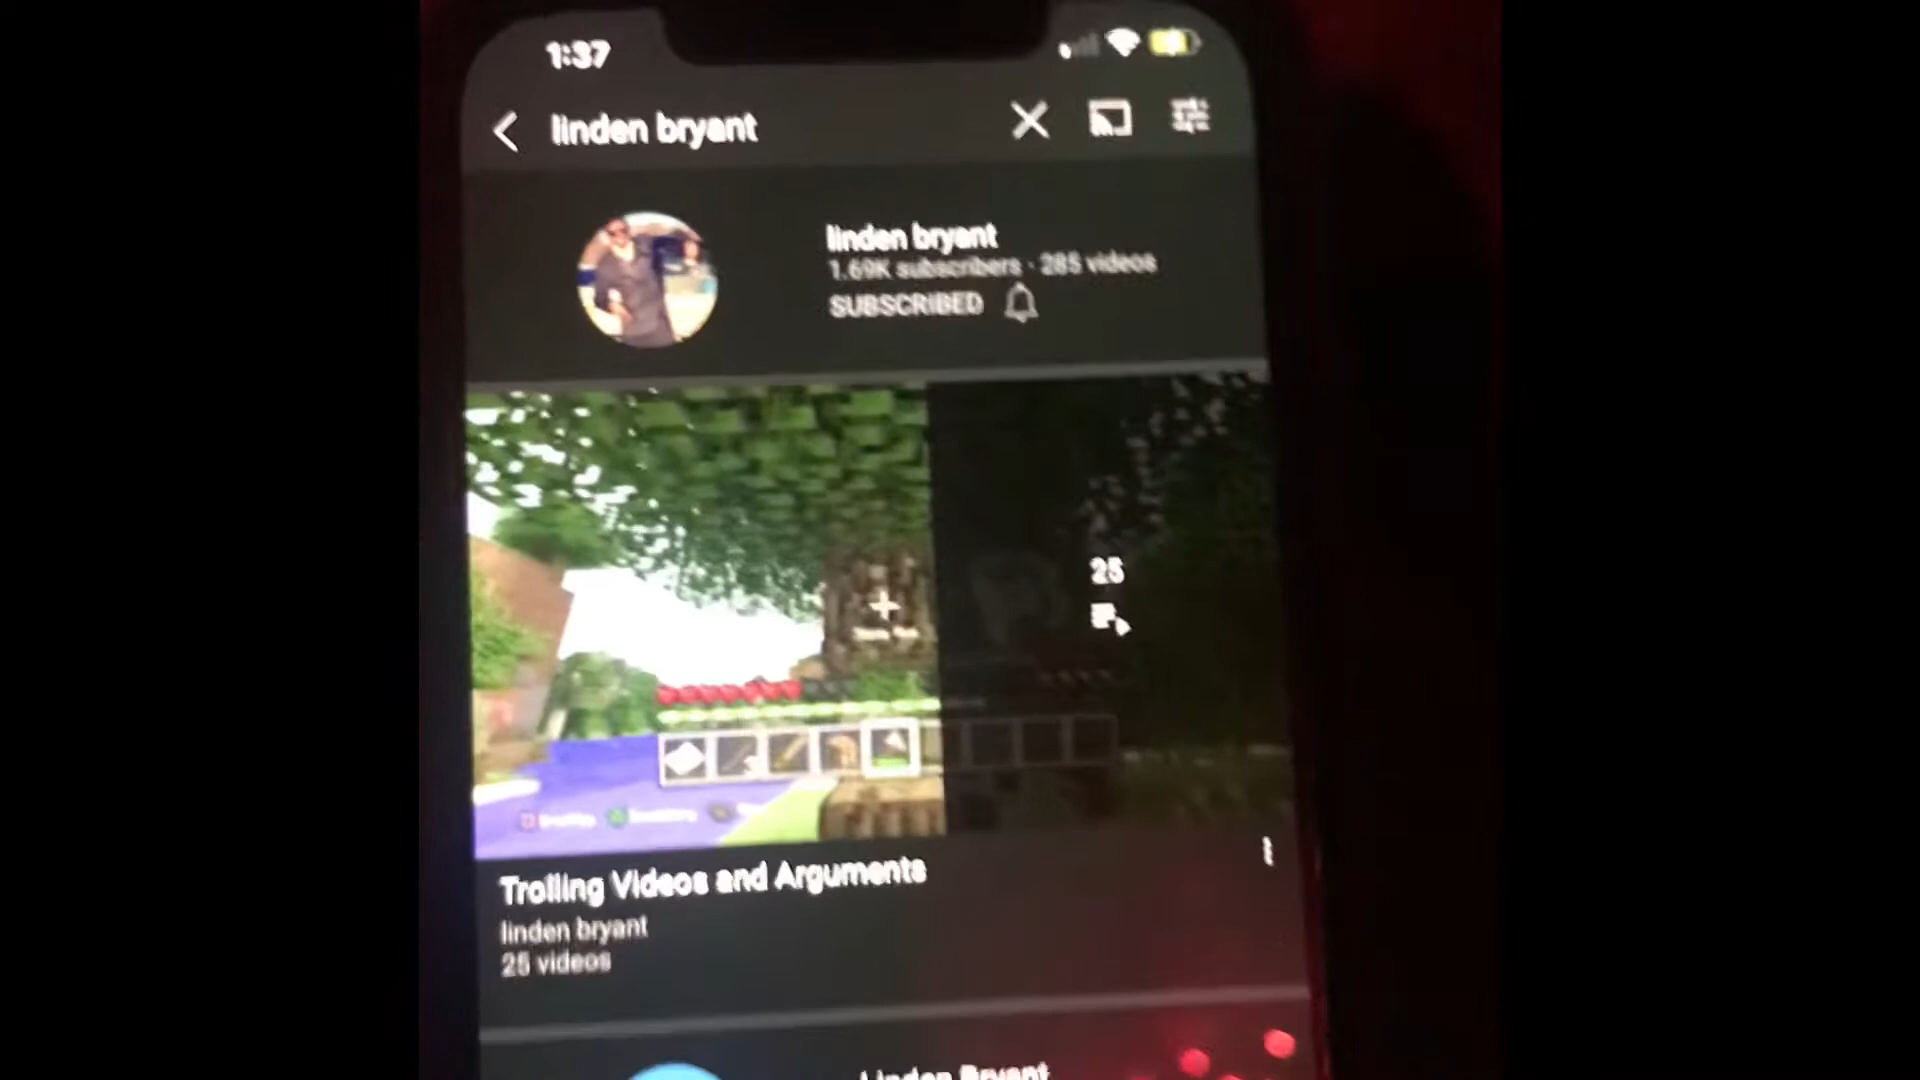 1:37
linden bryant
linden bryant
1.69K subscribers · 285 videos
SUBSCRIBED
25
Trolling Videos and Arguments
linden bryant
25 videos
Linden Bryant